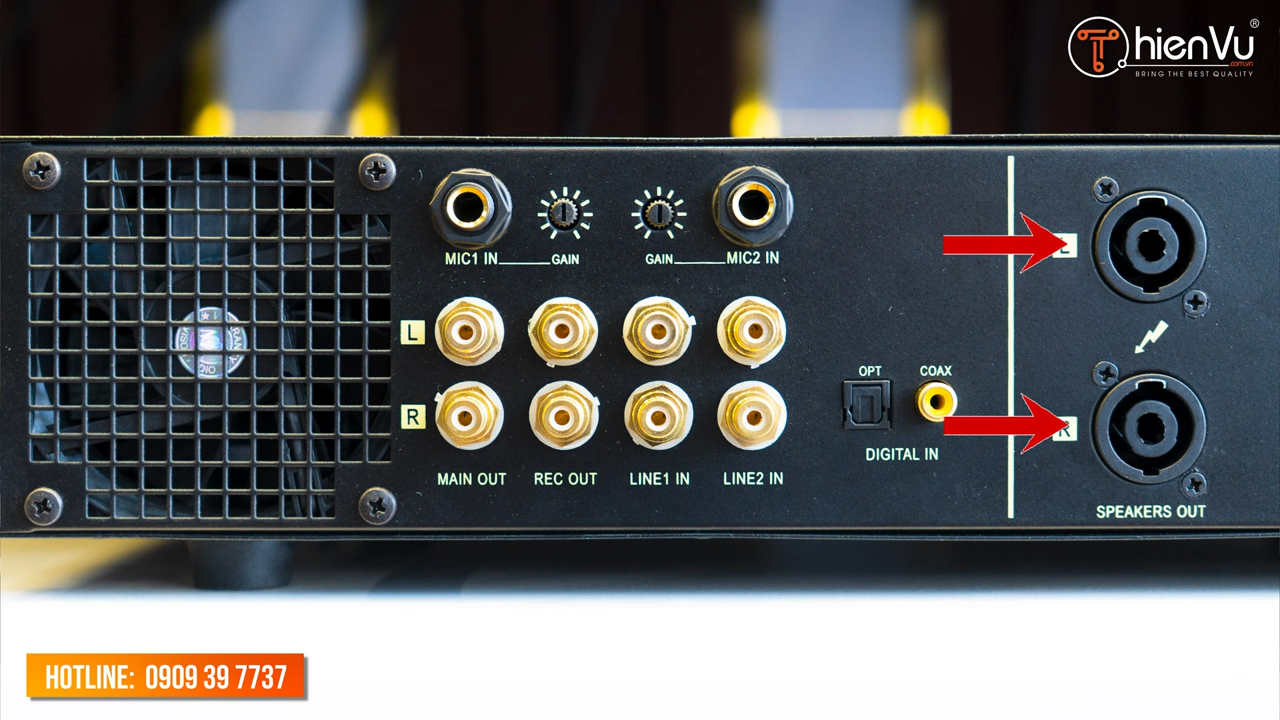 ThienVu®
.com.vn
BRING THE BEST QUALITY
MIC1 IN
GAIN
GAIN
MIC2 IN
L
L
R
OPT
COAX
R
DIGITAL IN
MAIN OUT
REC OUT
LINE1 IN
LINE2 IN
SPEAKERS OUT
HOTLINE: 0909 39 7737